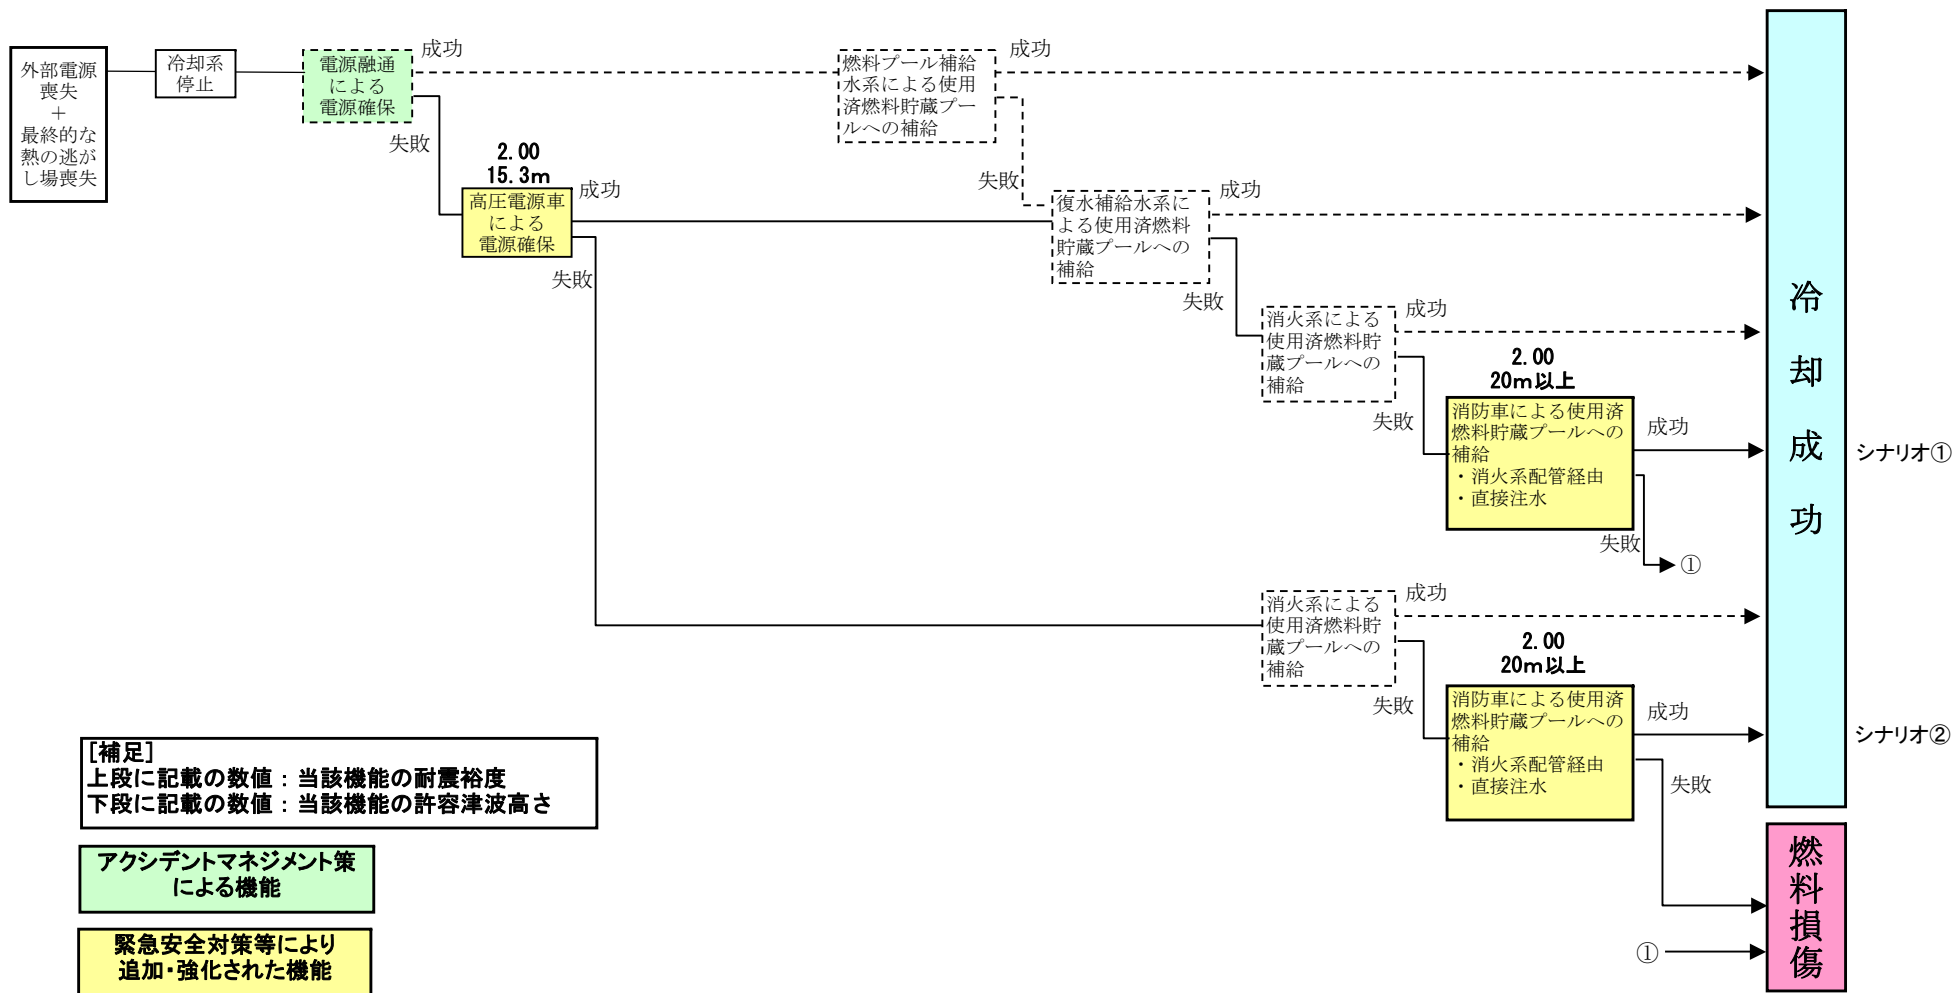 外部電源
喪失
＋
最終的な
熱の逃が
し場喪失
冷却系
停止
電源融通
による
電源確保
成功
失敗
燃料プール補給
水系による使用
済燃料貯蔵プー
ルへの補給
成功
失敗
2.00
15.3m
高圧電源車
による
電源確保
成功
失敗
復水補給水系に
よる使用済燃料
貯蔵プールへの
補給
成功
失敗
消火系による
使用済燃料貯
蔵プールへの
補給
成功
失敗
2.00
20m以上
消防車による使用済
燃料貯蔵プールへの
補給
・消火系配管経由
・直接注水
成功
失敗
①
シナリオ①
消火系による
使用済燃料貯
蔵プールへの
補給
成功
失敗
2.00
20m以上
消防車による使用済
燃料貯蔵プールへの
補給
・消火系配管経由
・直接注水
成功
失敗
シナリオ②
冷却成功
①
燃料損傷
[補足]
上段に記載の数値：当該機能の耐震裕度
下段に記載の数値：当該機能の許容津波高さ
アクシデントマネジメント策
による機能
緊急安全対策等により
追加・強化された機能